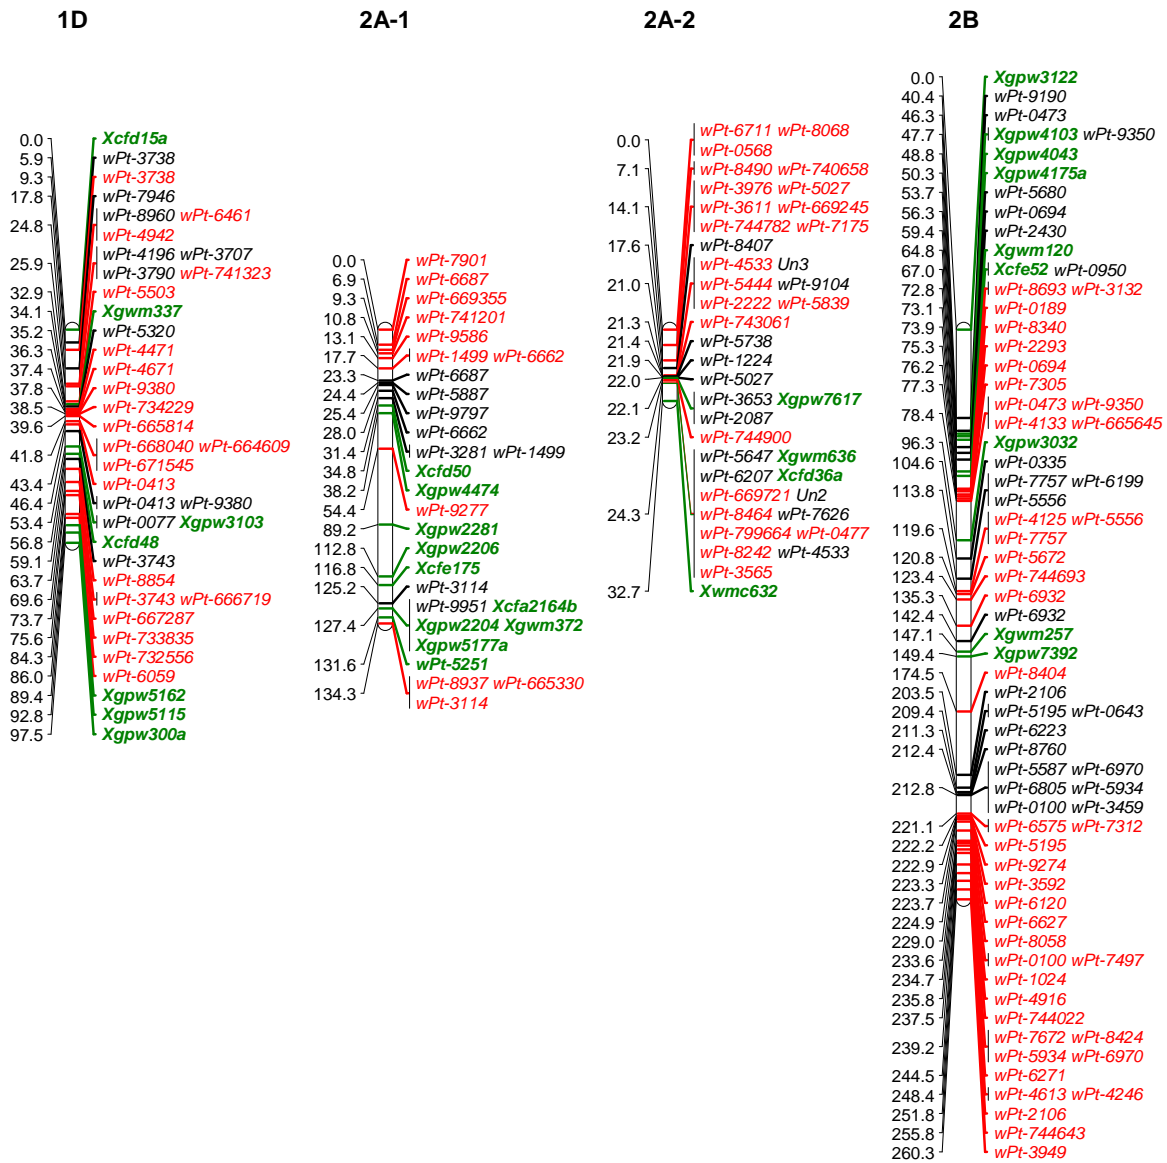 1D
0.0 Xcfd15a
5.9 wPt-3738
9.3 wPt-3738
17.8 wPt-7946
wPt-8960 wPt-6461
24.8 wPt-4942
wPt-4196 wPt-3707
25.9 wPt-3790 wPt-741323
32.9 wPt-5503
34.1 Xgwm337
35.2 wPt-5320
36.3 wPt-4471
37.4 wPt-4671
37.8 wPt-9380
38.5 wPt-734229
39.6 wPt-665814
wPt-668040 wPt-664609
41.8 wPt-671545
43.4 wPt-0413
46.4 wPt-0413 wPt-9380
53.4 wPt-0077 Xgpw3103
56.8 Xcfd48
59.1 wPt-3743
63.7 wPt-8854
69.6 wPt-3743 wPt-666719
73.7 wPt-667287
75.6 wPt-733835
84.3 wPt-732556
86.0 wPt-6059
89.4 Xgpw5162
92.8 Xgpw5115
97.5 Xgpw300a
2A-1
0.0 wPt-7901
6.9 wPt-6687
9.3 wPt-669355
10.8 wPt-741201
13.1 wPt-9586
17.7 wPt-1499 wPt-6662
23.3 wPt-6687
24.4 wPt-5887
25.4 wPt-9797
28.0 wPt-6662
31.4 wPt-3281 wPt-1499
34.8 Xcfd50
38.2 Xgpw4474
54.4 wPt-9277
89.2 Xgpw2281
112.8 Xgpw2206
116.8 Xcfe175
125.2 wPt-3114
wPt-9951 Xcfa2164b
127.4 Xgpw2204 Xgwm372
Xgpw5177a
131.6 wPt-5251
134.3 wPt-8937 wPt-665330
wPt-3114
2A-2
wPt-6711 wPt-8068
0.0 wPt-0568
7.1 wPt-8490 wPt-740658
wPt-3976 wPt-5027
14.1 wPt-3611 wPt-669245
wPt-744782 wPt-7175
17.6 wPt-8407
wPt-4533 Un3
21.0 wPt-5444 wPt-9104
wPt-2222 wPt-5839
21.3 wPt-743061
21.4 wPt-5738
21.9 wPt-1224
22.0 wPt-5027
22.1 wPt-3653 Xgpw7617
wPt-2087
23.2 wPt-744900
wPt-5647 Xgwm636
wPt-6207 Xcfd36a
wPt-669721 Un2
24.3 wPt-8464 wPt-7626
wPt-799664 wPt-0477
wPt-8242 wPt-4533
wPt-3565
32.7 Xwmc632
2B
0.0 Xgpw3122
40.4 wPt-9190
46.3 wPt-0473
47.7 Xgpw4103 wPt-9350
48.8 Xgpw4043
50.3 Xgpw4175a
53.7 wPt-5680
56.3 wPt-0694
59.4 wPt-2430
64.8 Xgwm120
67.0 Xcfe52 wPt-0950
72.8 wPt-8693 wPt-3132
73.1 wPt-0189
73.9 wPt-8340
75.3 wPt-2293
76.2 wPt-0694
77.3 wPt-7305
wPt-0473 wPt-9350
78.4 wPt-4133 wPt-665645
96.3 Xgpw3032
104.6 wPt-0335
wPt-7757 wPt-6199
113.8 wPt-5556
wPt-4125 wPt-5556
119.6 wPt-7757
120.8 wPt-5672
123.4 wPt-744693
135.3 wPt-6932
142.4 wPt-6932
147.1 Xgwm257
149.4 Xgpw7392
174.5 wPt-8404
203.5 wPt-2106
209.4 wPt-5195 wPt-0643
211.3 wPt-6223
212.4 wPt-8760
wPt-5587 wPt-6970
212.8 wPt-6805 wPt-5934
wPt-0100 wPt-3459
221.1 wPt-6575 wPt-7312
222.2 wPt-5195
222.9 wPt-9274
223.3 wPt-3592
223.7 wPt-6120
224.9 wPt-6627
229.0 wPt-8058
233.6 wPt-0100 wPt-7497
234.7 wPt-1024
235.8 wPt-4916
237.5 wPt-744022
wPt-7672 wPt-8424
239.2 wPt-5934 wPt-6970
244.5 wPt-6271
248.4 wPt-4613 wPt-4246
251.8 wPt-2106
255.8 wPt-744643
260.3 wPt-3949